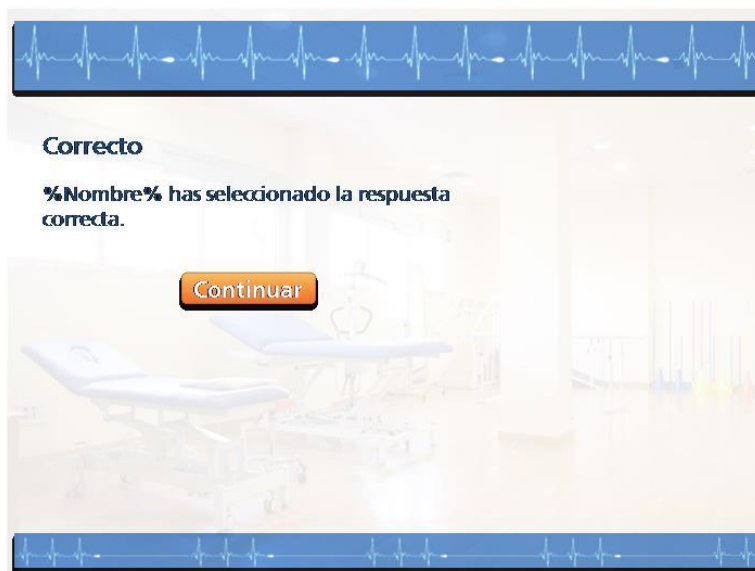 Correcto
%Nombre% has seleccionado la respuesta
correcta.
Continuar